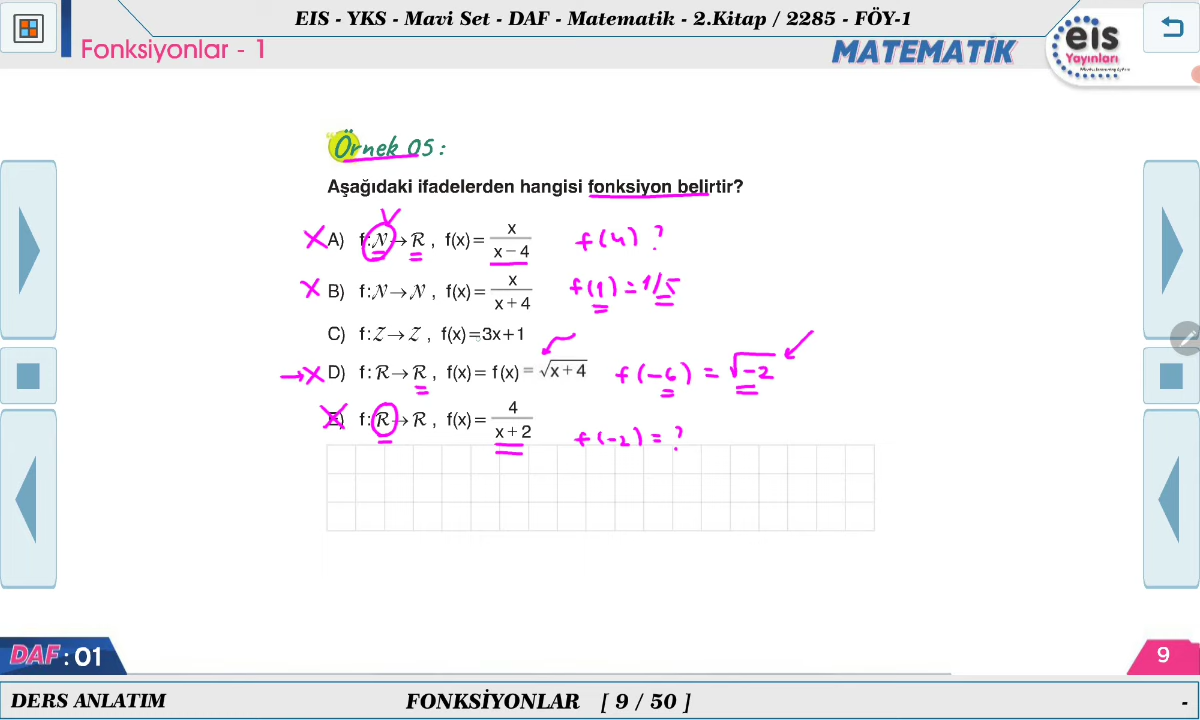 EIS - YKS - Mavi Set - DAF - Matematik - 2.Kitap / 2285 - FÖY-1
Fonksiyonlar - 1
MATEMATİK
eis
Yayınları
Örnek 05 :
Aşağıdaki ifadelerden hangisi fonksiyon belirtir?
X A) f: N → R , f(x) = x / (x − 4) f(4) ?
X B) f: N → N , f(x) = x / (x + 4) f(1) = 1/5
C) f: Z → Z , f(x) = 3x + 1
→ X D) f: R → R , f(x) = f(x) = √(x + 4) f(−6) = √−2
X E) f: R → R , f(x) = 4 / (x + 2) f(−2) = ?
DAF : 01
9
DERS ANLATIM FONKSİYONLAR [ 9 / 50 ] -